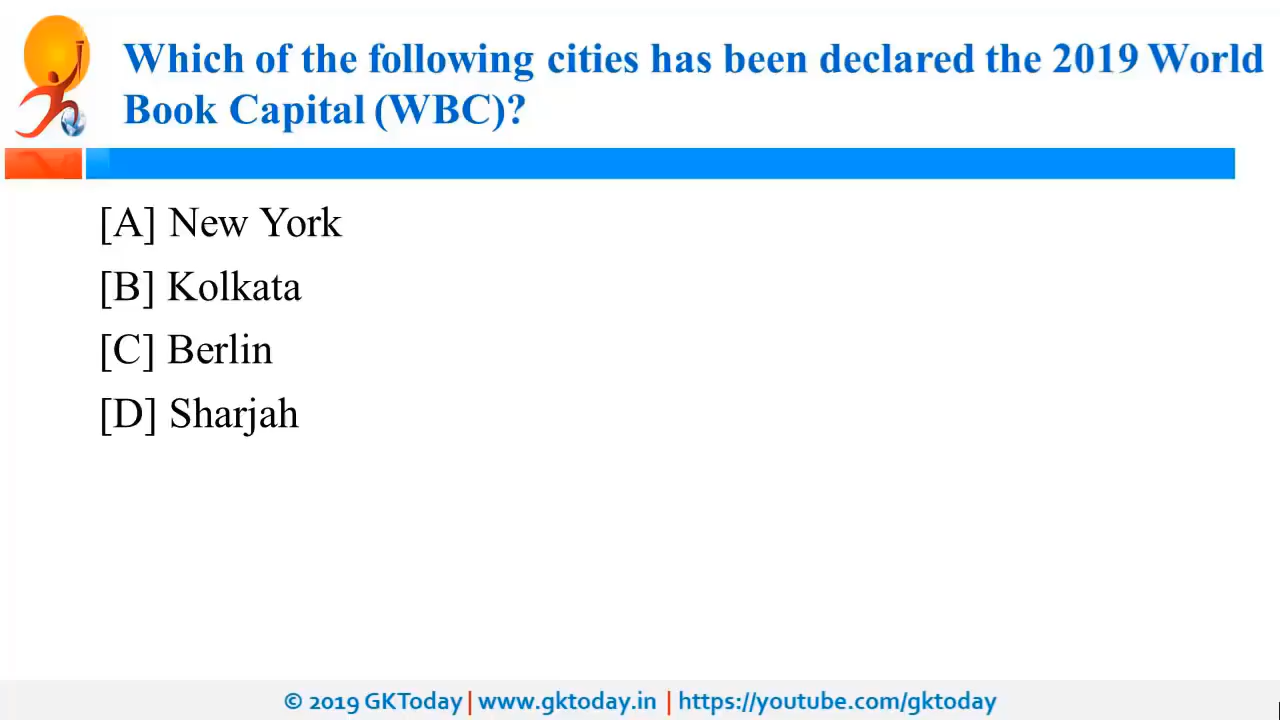 Which of the following cities has been declared the 2019 World
Book Capital (WBC)?
[A] New York
[B] Kolkata
[C] Berlin
[D] Sharjah
© 2019 GKToday | www.gktoday.in | https://youtube.com/gktoday